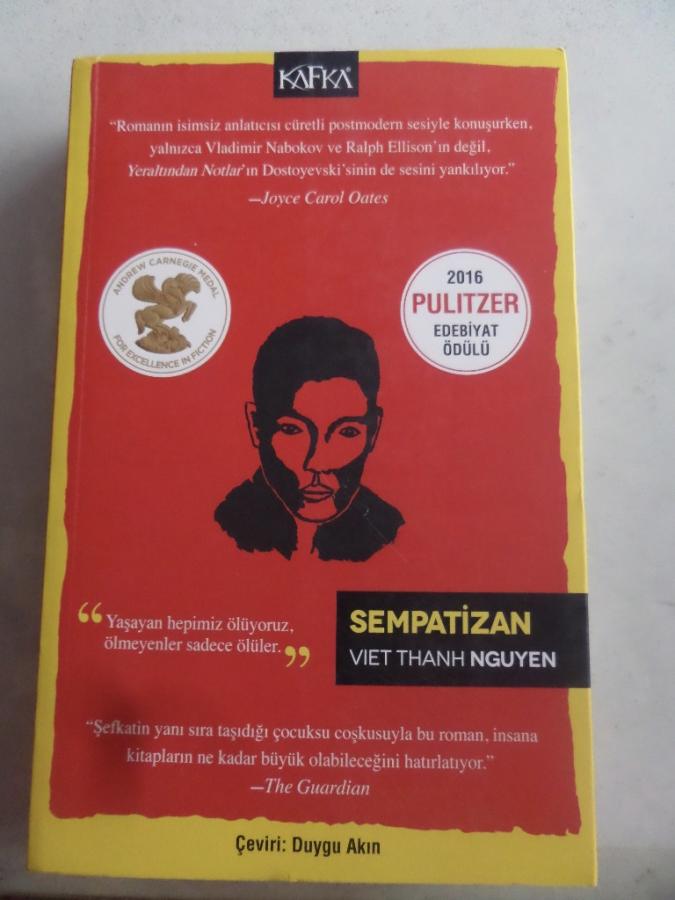 KAFKA
“Romanın isimsiz anlatıcısı cüretli postmodern sesiyle konuşurken,
yalnızca Vladimir Nabokov ve Ralph Ellison’ın değil,
Yeraltından Notlar’ın Dostoyevski’sinin de sesini yankılıyor.”
—Joyce Carol Oates
ANDREW CARNEGIE MEDAL
FOR EXCELLENCE IN FICTION
2016
PULITZER
EDEBİYAT
ÖDÜLÜ
“Yaşayan hepimiz ölüyoruz,
ölmeyenler sadece ölüler.”
SEMPATİZAN
VIET THANH NGUYEN
“Şefkatin yanı sıra taşıdığı çocuksu coşkusuyla bu roman, insana
kitapların ne kadar büyük olabileceğini hatırlatıyor.”
—The Guardian
Çeviri: Duygu Akın